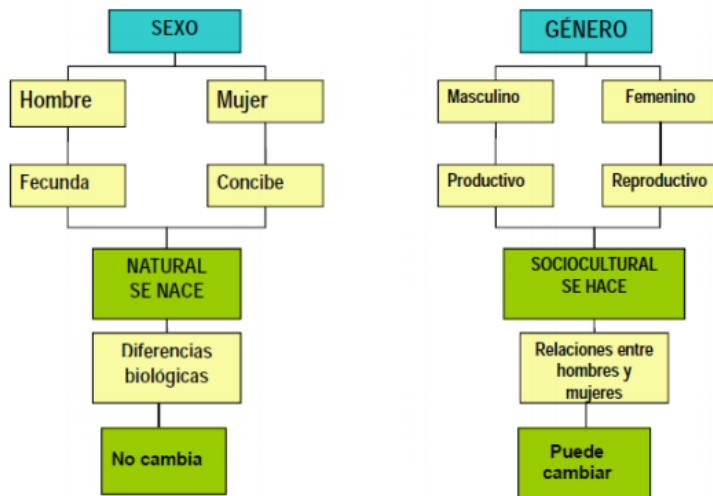 SEXO
Hombre
Mujer
Fecunda
Concibe
NATURAL
SE NACE
Diferencias
biológicas
No cambia
GÉNERO
Masculino
Femenino
Productivo
Reproductivo
SOCIOCULTURAL
SE HACE
Relaciones entre
hombres y
mujeres
Puede
cambiar